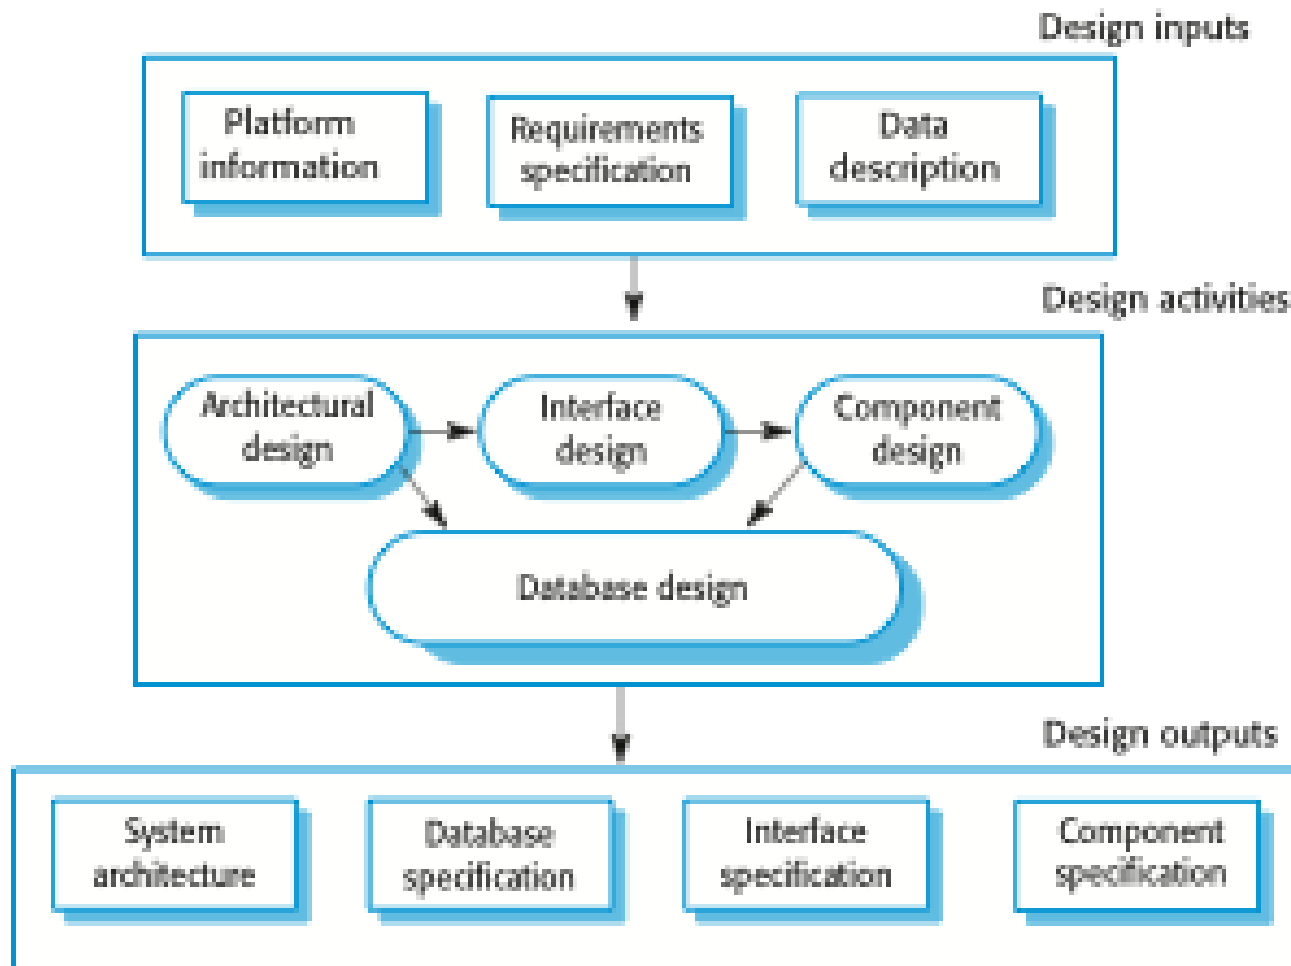 Design inputs
Platform
information
Requirements
specification
Data
description
Design activities
Architectural
design
Interface
design
Component
design
Database design
Design outputs
System
architecture
Database
specification
Interface
specification
Component
specification